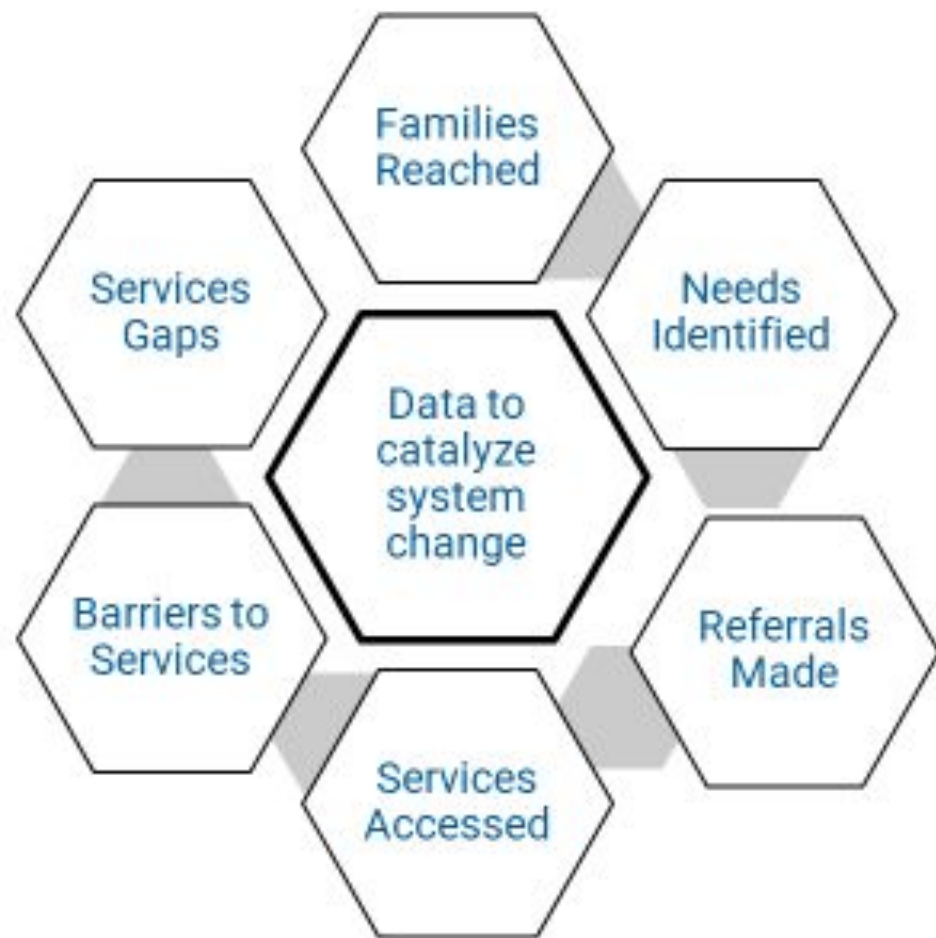 Families
Reached
Needs
Identified
Referrals
Made
Services
Accessed
Barriers to
Services
Services
Gaps
Data to
catalyze
system
change